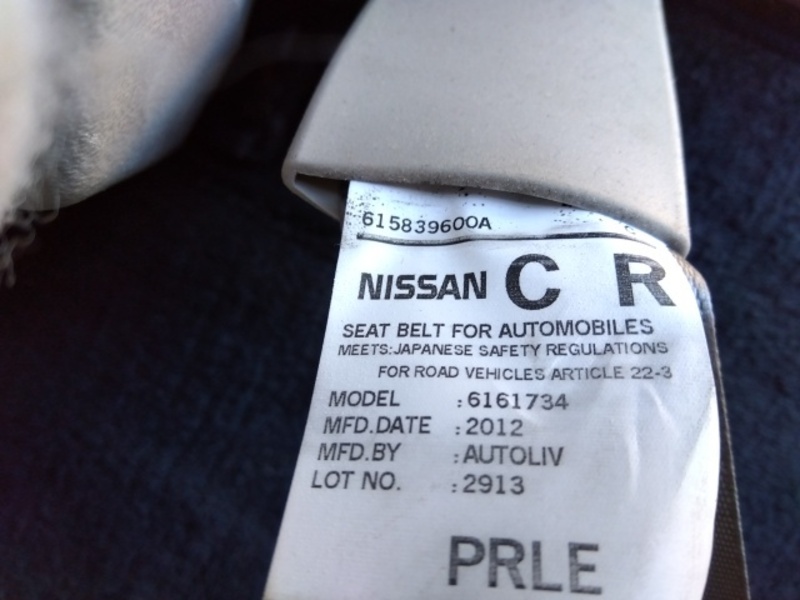 615839600A
NISSAN C R
SEAT BELT FOR AUTOMOBILES
MEETS:JAPANESE SAFETY REGULATIONS
FOR ROAD VEHICLES ARTICLE 22-3
MODEL :6161734
MFD.DATE :2012
MFD.BY :AUTOLIV
LOT NO. :2913
PRLE